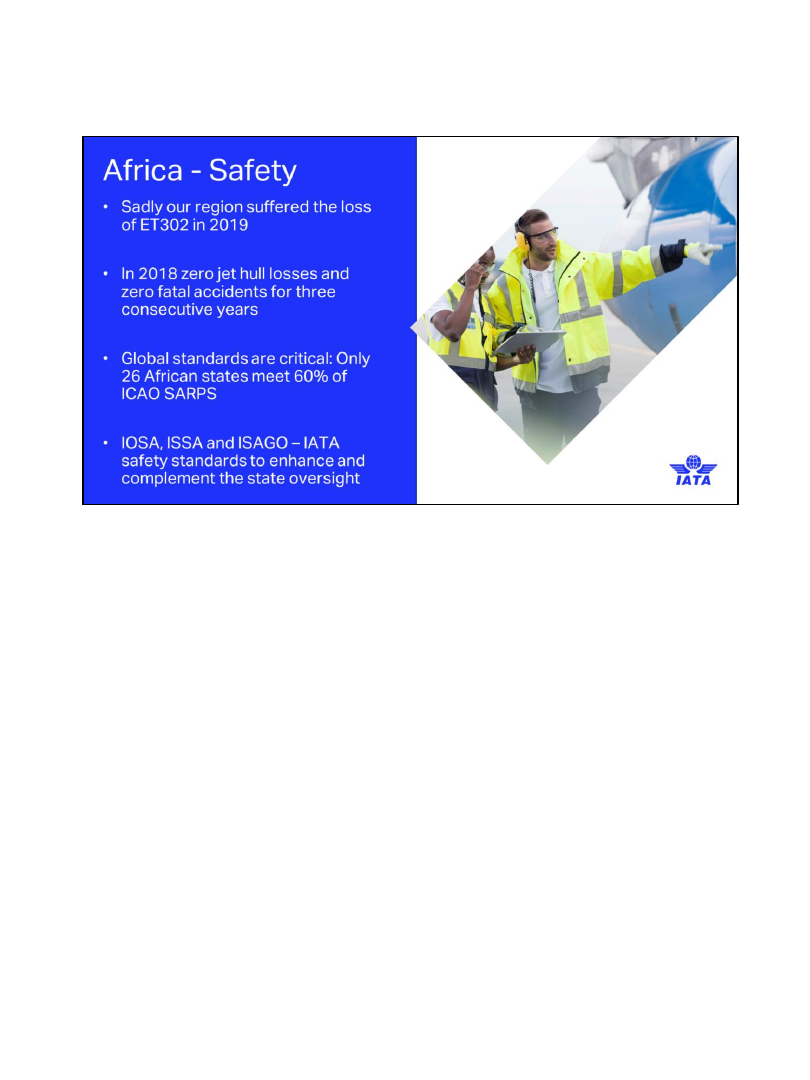 Africa - Safety
• Sadly our region suffered the loss
of ET302 in 2019
• In 2018 zero jet hull losses and
zero fatal accidents for three
consecutive years
• Global standards are critical: Only
26 African states meet 60% of
ICAO SARPS
• IOSA, ISSA and ISAGO – IATA
safety standards to enhance and
complement the state oversight
IATA